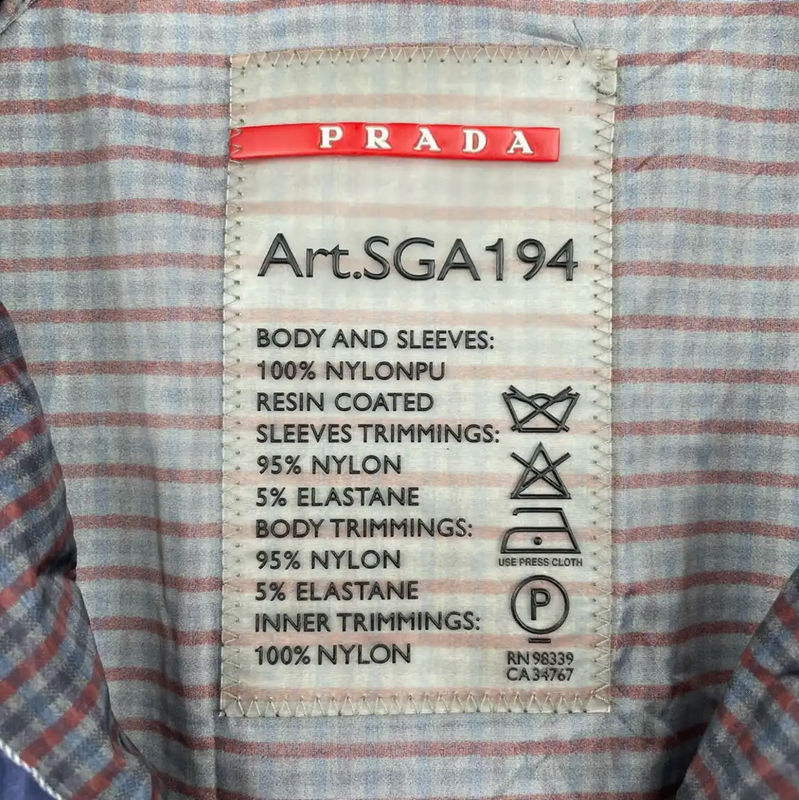 PRADA
Art.SGA194
BODY AND SLEEVES:
100% NYLONPU
RESIN COATED
SLEEVES TRIMMINGS:
95% NYLON
5% ELASTANE
BODY TRIMMINGS:
95% NYLON
5% ELASTANE
INNER TRIMMINGS:
100% NYLON
USE PRESS CLOTH
P
RN 98339
CA 34767